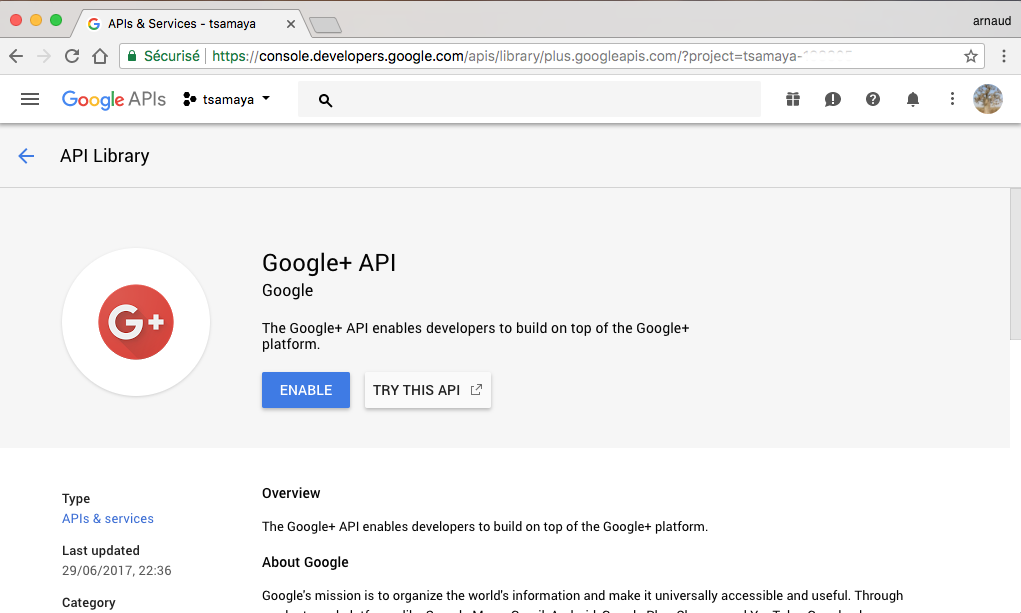 APIs & Services - tsamaya
arnaud
Sécurisé https://console.developers.google.com/apis/library/plus.googleapis.com/?project=tsamaya-
Google APIs tsamaya
API Library
G+
Google+ API
Google
The Google+ API enables developers to build on top of the Google+
platform.
ENABLE TRY THIS API
Type
APIs & services
Last updated
29/06/2017, 22:36
Category
Overview
The Google+ API enables developers to build on top of the Google+ platform.
About Google
Google's mission is to organize the world's information and make it universally accessible and useful. Through